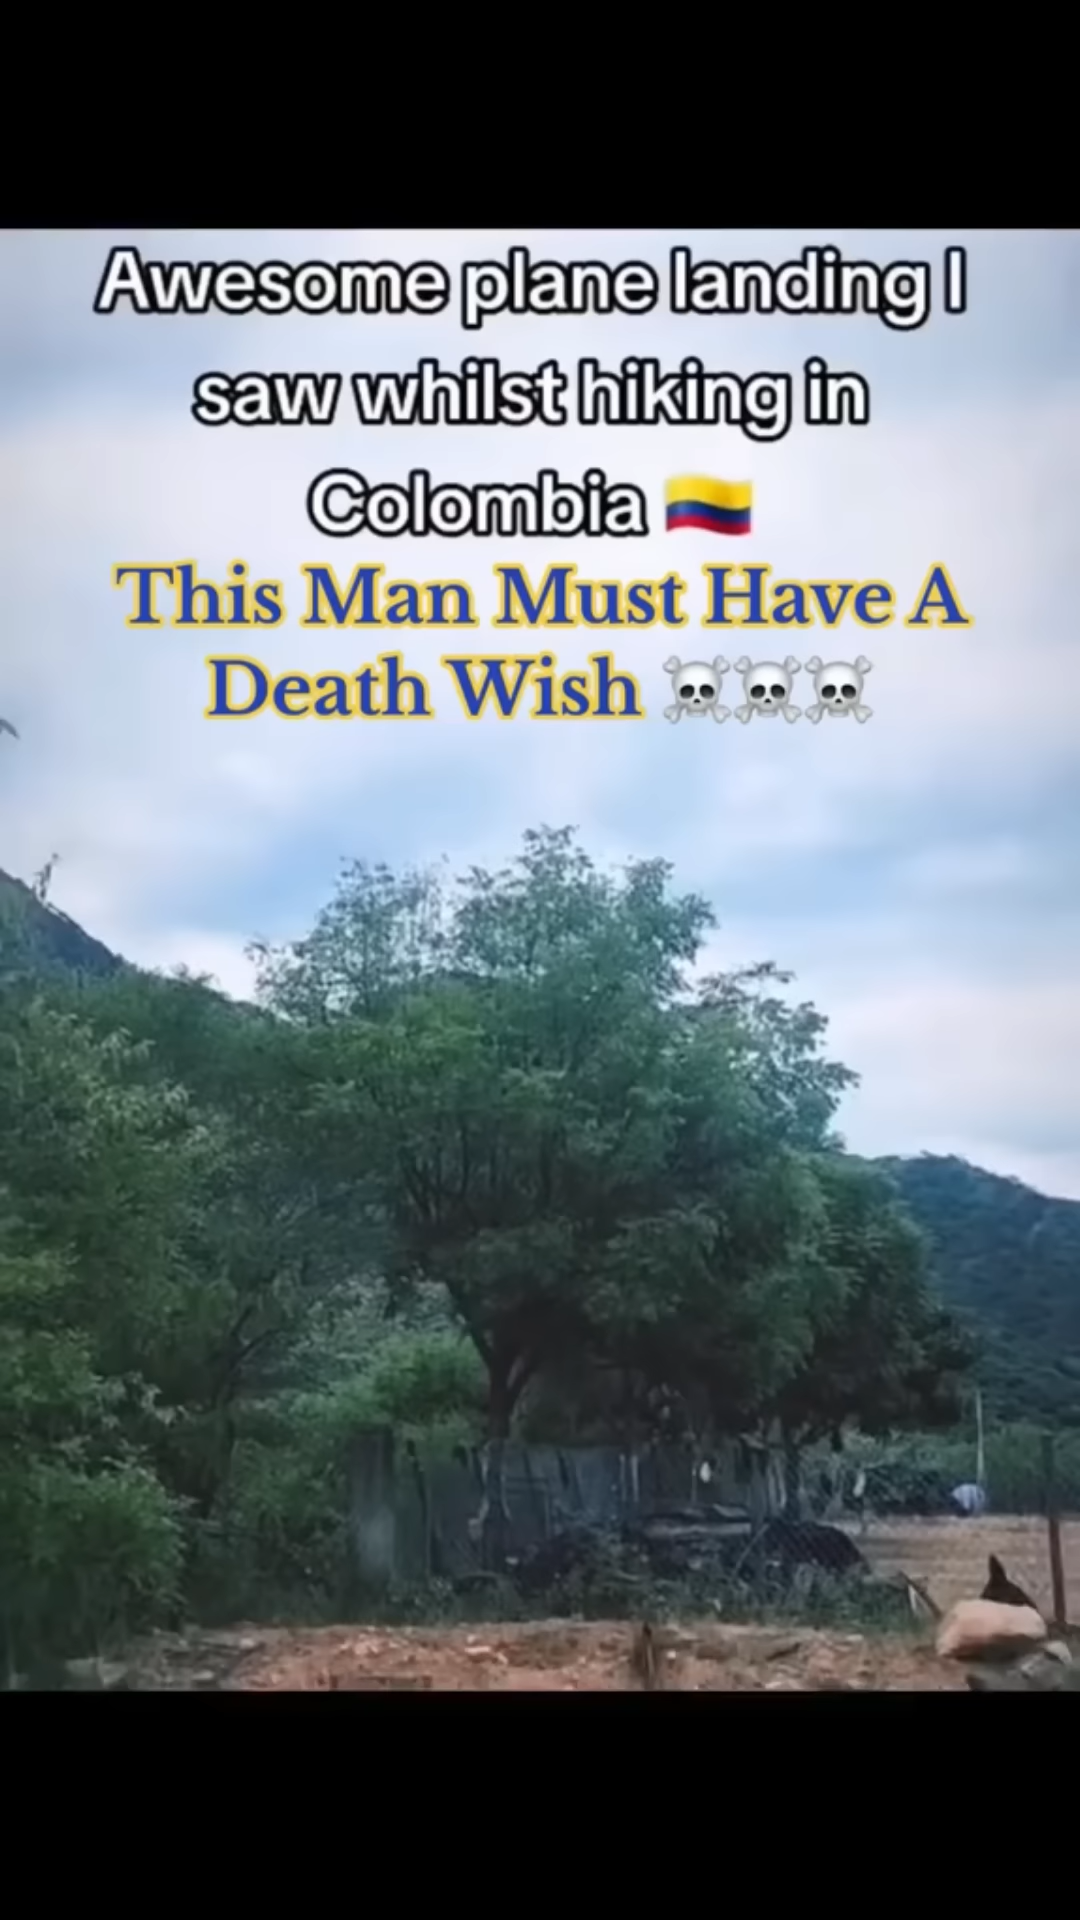 Awesome plane landing I
saw whilst hiking in
Colombia 🇨🇴
This Man Must Have A
Death Wish ☠️☠️☠️